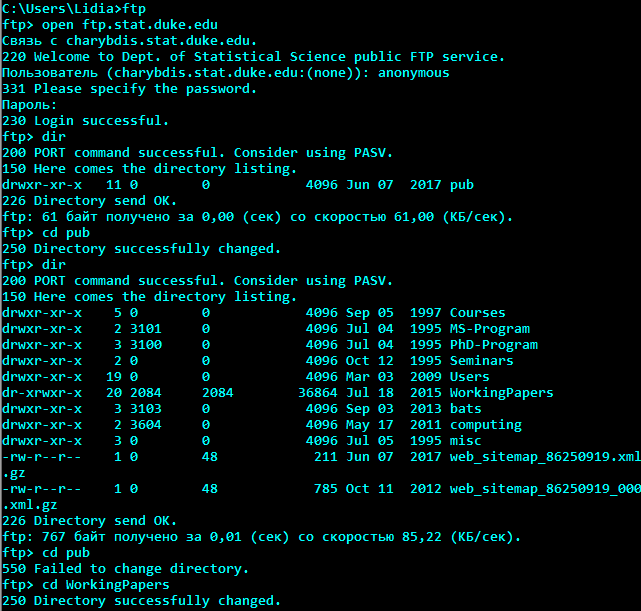 C:\Users\Lidia>ftp
ftp> open ftp.stat.duke.edu
Связь с charybdis.stat.duke.edu.
220 Welcome to Dept. of Statistical Science public FTP service.
Пользователь (charybdis.stat.duke.edu:(none)): anonymous
331 Please specify the password.
Пароль:
230 Login successful.
ftp> dir
200 PORT command successful. Consider using PASV.
150 Here comes the directory listing.
drwxr-xr-x   11 0        0            4096 Jun 07  2017 pub
226 Directory send OK.
ftp: 61 байт получено за 0,00 (сек) со скоростью 61,00 (КБ/сек).
ftp> cd pub
250 Directory successfully changed.
ftp> dir
200 PORT command successful. Consider using PASV.
150 Here comes the directory listing.
drwxr-xr-x    5 0        0            4096 Sep 05  1997 Courses
drwxr-xr-x    2 3101     0            4096 Jul 04  1995 MS-Program
drwxr-xr-x    3 3100     0            4096 Jul 04  1995 PhD-Program
drwxr-xr-x    2 0        0            4096 Oct 12  1995 Seminars
drwxr-xr-x   19 0        0            4096 Mar 03  2009 Users
dr-xrwxr-x   20 2084     2084        36864 Jul 18  2015 WorkingPapers
drwxr-xr-x    3 3103     0            4096 Sep 03  2013 bats
drwxr-xr-x    2 3604     0            4096 May 17  2011 computing
drwxr-xr-x    3 0        0            4096 Jul 05  1995 misc
-rw-r--r--    1 0        48            211 Jun 07  2017 web_sitemap_86250919.xml
.gz
-rw-r--r--    1 0        48            785 Oct 11  2012 web_sitemap_86250919_000
.xml.gz
226 Directory send OK.
ftp: 767 байт получено за 0,01 (сек) со скоростью 85,22 (КБ/сек).
ftp> cd pub
550 Failed to change directory.
ftp> cd WorkingPapers
250 Directory successfully changed.